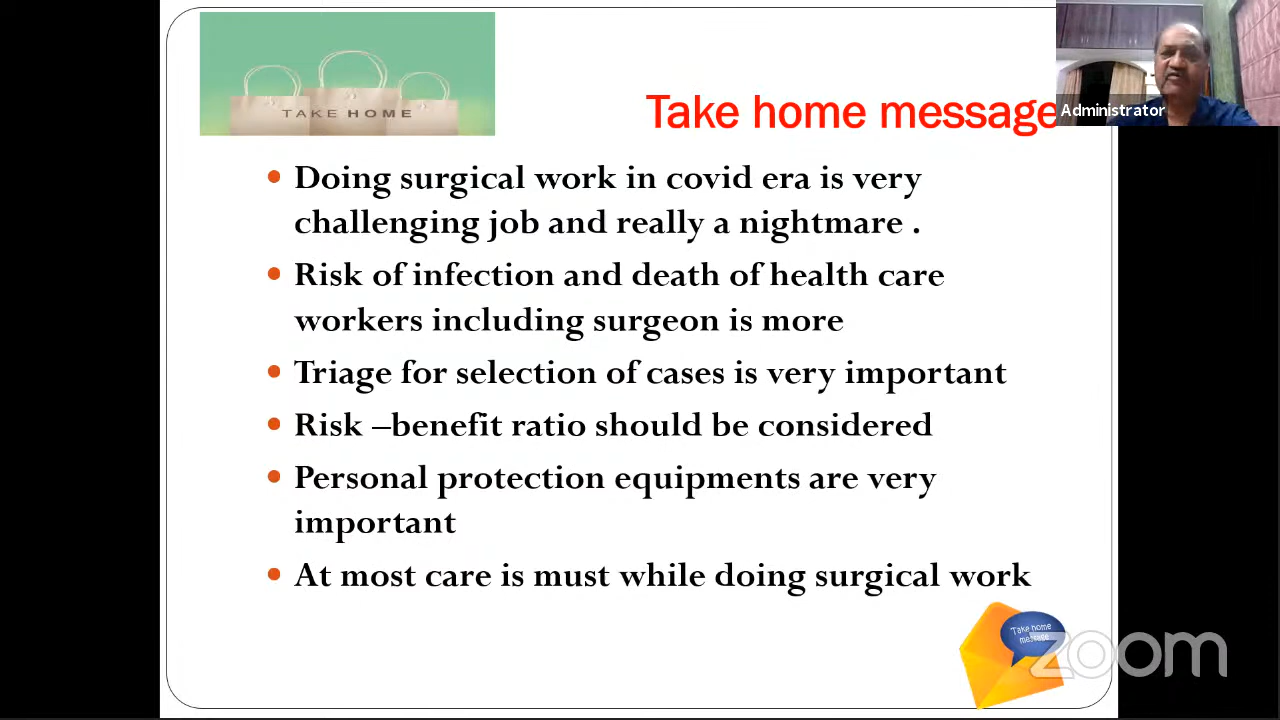 TAKE HOME
Take home message
Administrator
Doing surgical work in covid era is very
challenging job and really a nightmare .
Risk of infection and death of health care
workers including surgeon is more
Triage for selection of cases is very important
Risk –benefit ratio should be considered
Personal protection equipments are very
important
At most care is must while doing surgical work
Take home
message
zoom